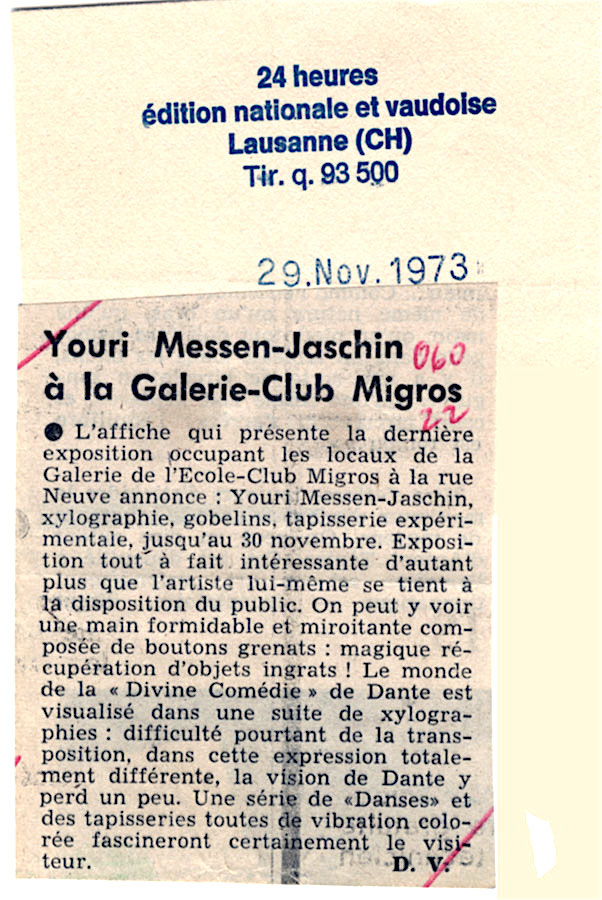 24 heures
édition nationale et vaudoise
Lausanne (CH)
Tir. q. 93 500
29. Nov. 1973
Youri Messen-Jaschin
à la Galerie-Club Migros
060
22
● L'affiche qui présente la dernière
exposition occupant les locaux de la
Galerie de l'Ecole-Club Migros à la rue
Neuve annonce : Youri Messen-Jaschin,
xylographie, gobelins, tapisserie expéri-
mentale, jusqu'au 30 novembre. Exposi-
tion tout à fait intéressante d'autant
plus que l'artiste lui-même se tient à
la disposition du public. On peut y voir
une main formidable et miroitante com-
posée de boutons grenats : magique ré-
cupération d'objets ingrats ! Le monde
de la « Divine Comédie » de Dante est
visualisé dans une suite de xylogra-
phies : difficulté pourtant de la trans-
position, dans cette expression totale-
ment différente, la vision de Dante y
perd un peu. Une série de «Danses» et
des tapisseries toutes de vibration colo-
rée fascineront certainement le visi-
teur.
D. V.